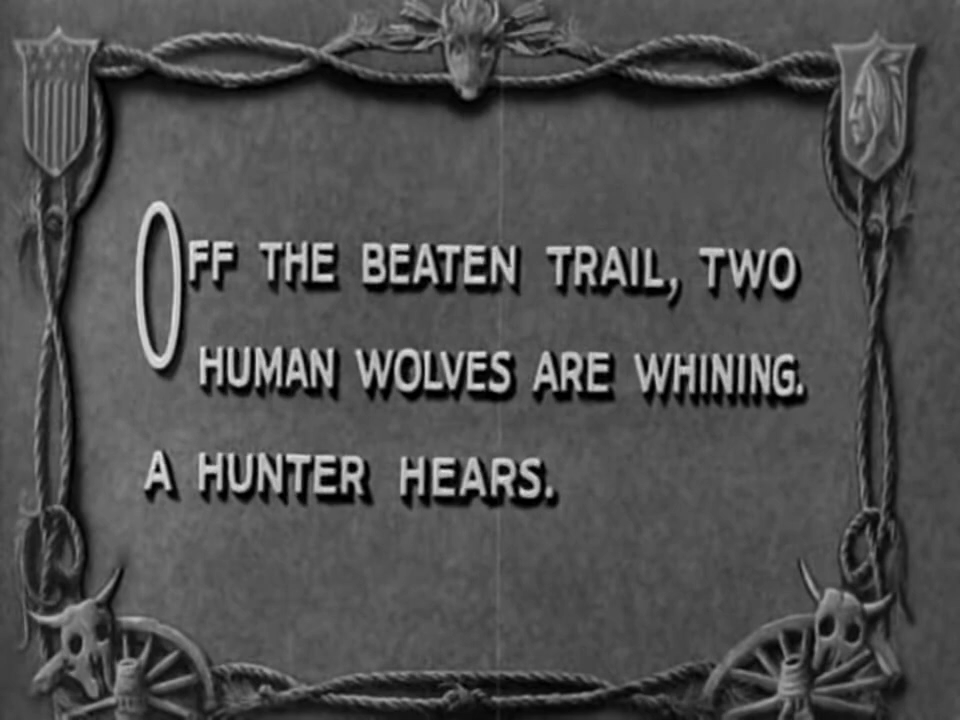 OFF THE BEATEN TRAIL, TWO
HUMAN WOLVES ARE WHINING.
A HUNTER HEARS.